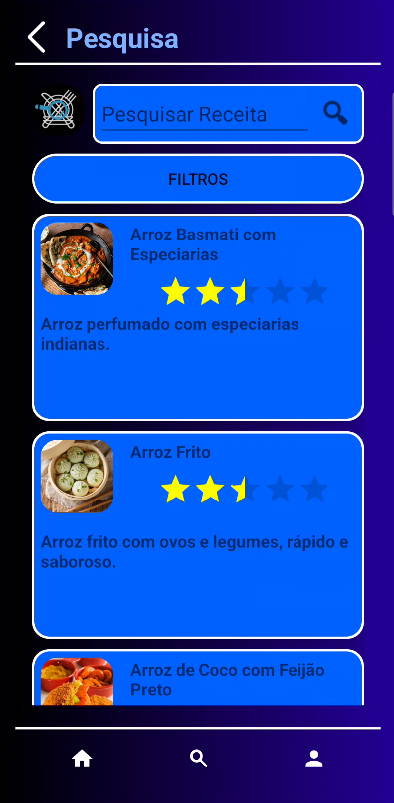 Pesquisa
Pesquisar Receita
FILTROS
Arroz Basmati com
Especiarias
Arroz perfumado com especiarias
indianas.
Arroz Frito
Arroz frito com ovos e legumes, rápido e
saboroso.
Arroz de Coco com Feijão
Preto